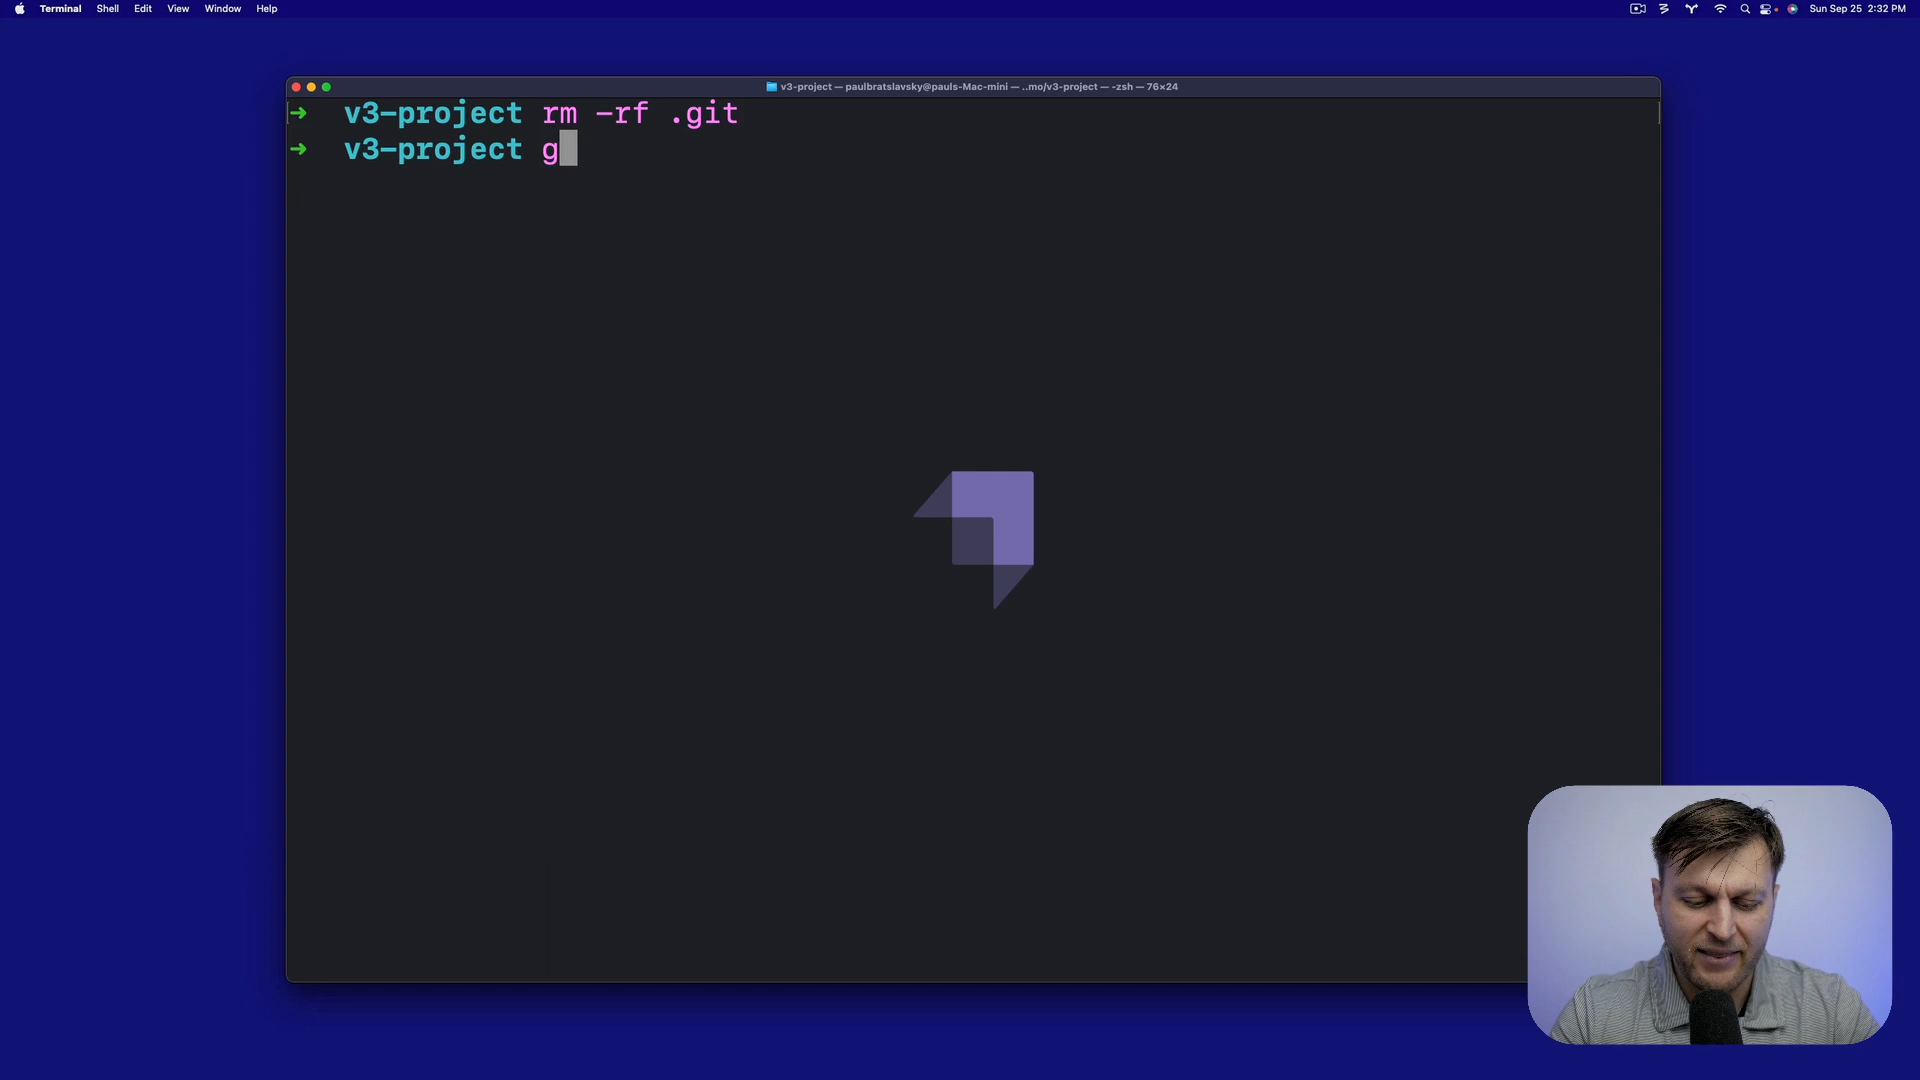 Terminal Shell Edit View Window Help Sun Sep 25 2:32 PM
v3-project — paulbratslavsky@pauls-Mac-mini — ..mo/v3-project — -zsh — 76×24
➜ v3-project rm -rf .git
➜ v3-project g